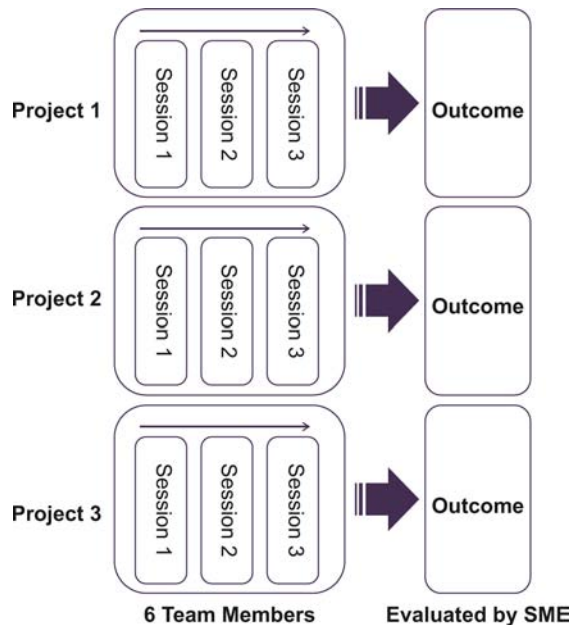 Project 1
Session 1
Session 2
Session 3
Outcome
Project 2
Session 1
Session 2
Session 3
Outcome
Project 3
Session 1
Session 2
Session 3
Outcome
6 Team Members
Evaluated by SME